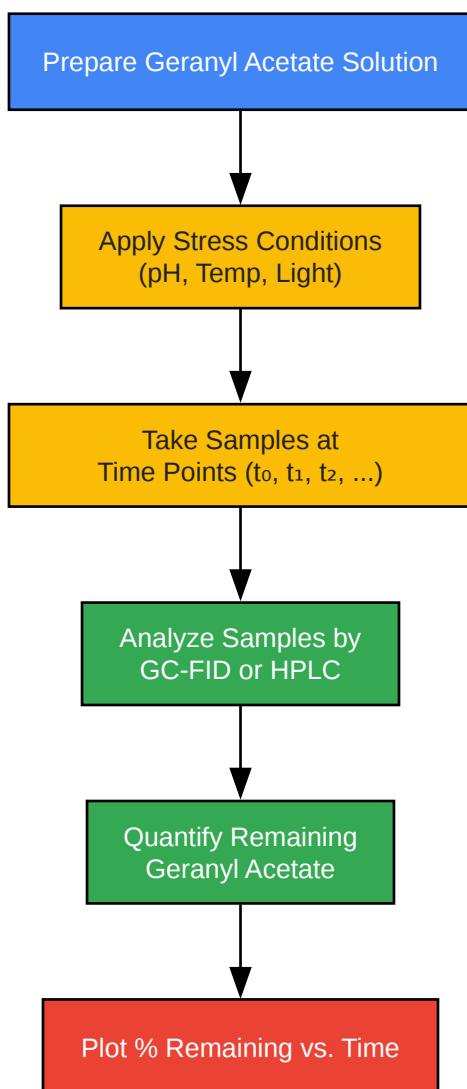 Prepare Geranyl Acetate Solution
Apply Stress Conditions
(pH, Temp, Light)
Take Samples at
Time Points (t₀, t₁, t₂, ...)
Analyze Samples by
GC-FID or HPLC
Quantify Remaining
Geranyl Acetate
Plot % Remaining vs. Time